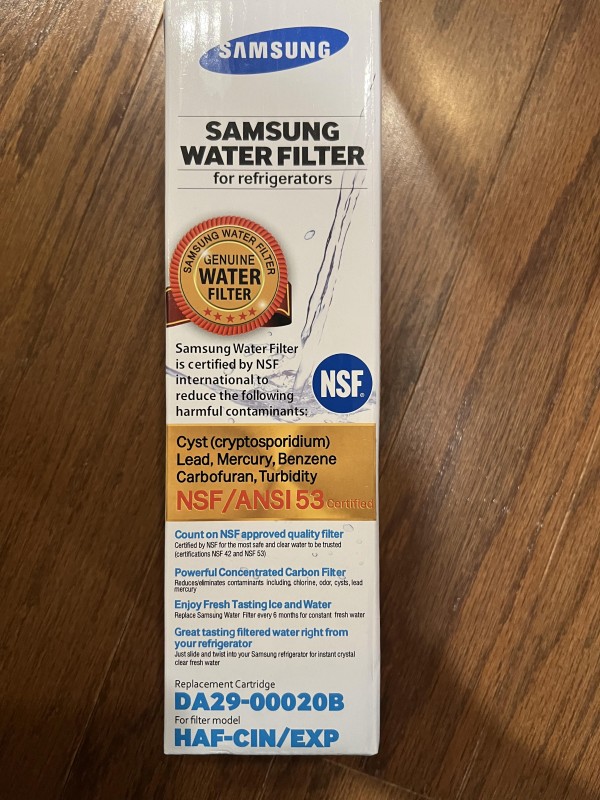 SAMSUNG
SAMSUNG
WATER FILTER
for refrigerators
SAMSUNG WATER FILTER
GENUINE
WATER
FILTER
Samsung Water Filter
is certified by NSF
international to
reduce the following
harmful contaminants:
NSF®
Cyst (cryptosporidium)
Lead, Mercury, Benzene
Carbofuran, Turbidity
NSF/ANSI 53 Certified
Count on NSF approved quality filter
Certified by NSF for the most safe and clear water to be trusted
(certifications NSF 42 and NSF 53)
Powerful Concentrated Carbon Filter
Reduces/eliminates contaminants including, chlorine, odor, cysts, lead
mercury
Enjoy Fresh Tasting Ice and Water
Replace Samsung Water Filter every 6 months for constant fresh water
Great tasting filtered water right from
your refrigerator
Just slide and twist into your Samsung refrigerator for instant crystal
clear fresh water
Replacement Cartridge
DA29-00020B
For filter model
HAF-CIN/EXP